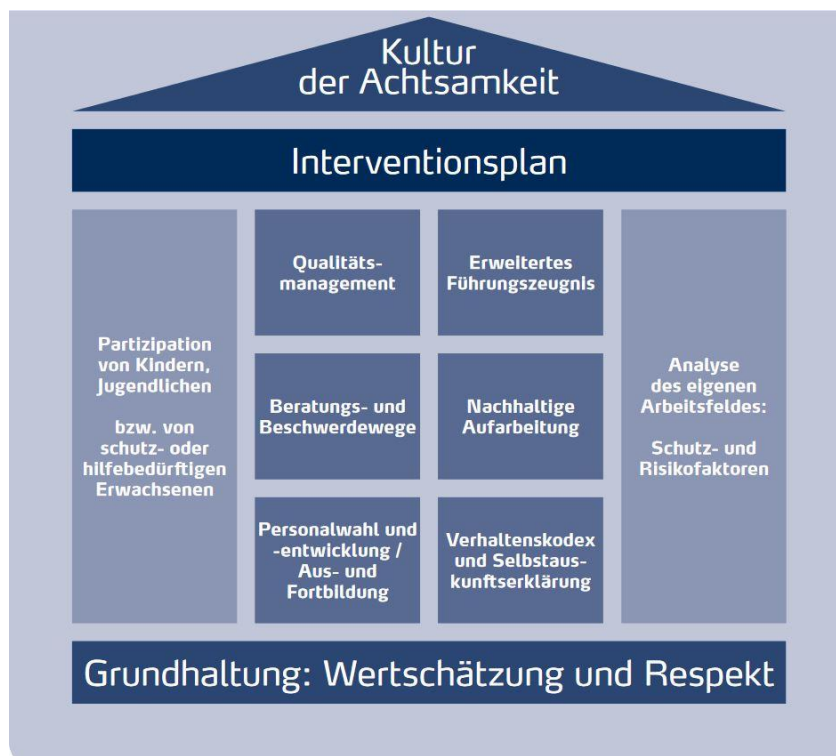 Kultur
der Achtsamkeit
Interventionsplan
Partizipation
von Kindern,
Jugendlichen
bzw. von
schutz- oder
hilfebedürftigen
Erwachsenen
Qualitäts-
management
Erweitertes
Führungszeugnis
Beratungs- und
Beschwerdewege
Nachhaltige
Aufarbeitung
Personalwahl und
-entwicklung /
Aus- und
Fortbildung
Verhaltenskodex
und Selbstaus-
kunftserklärung
Analyse
des eigenen
Arbeitsfeldes:
Schutz- und
Risikofaktoren
Grundhaltung: Wertschätzung und Respekt